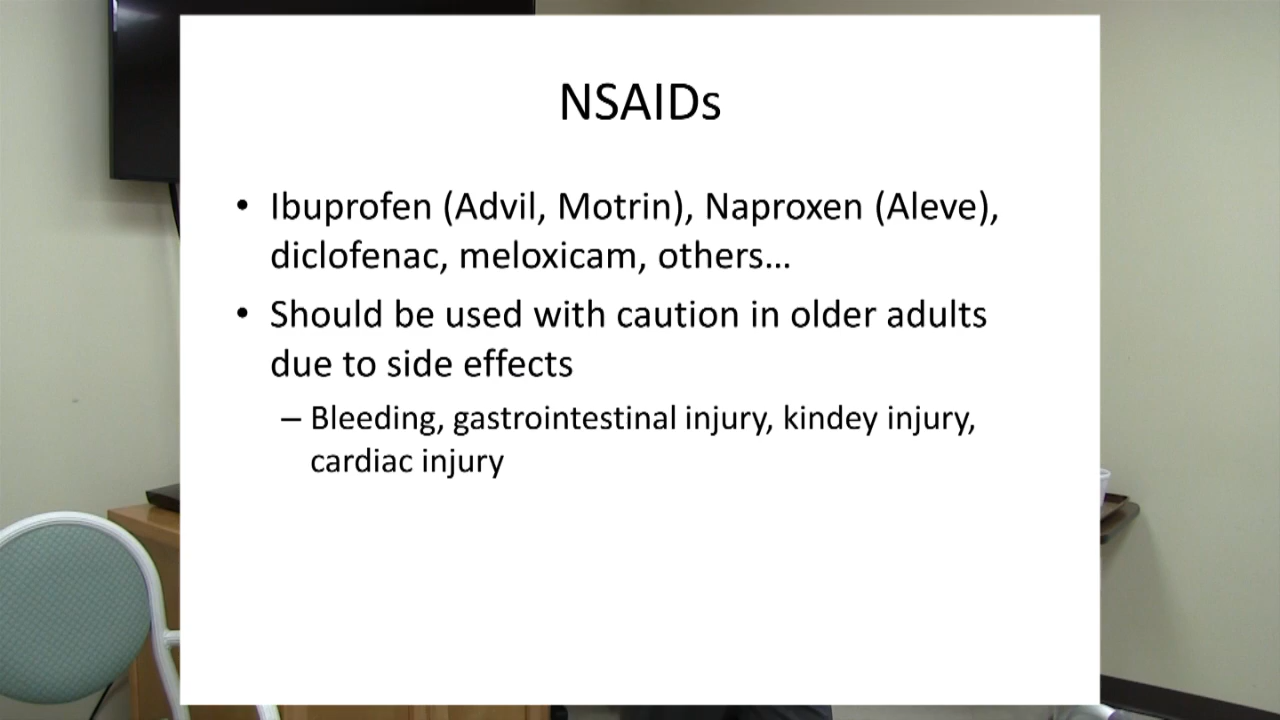 NSAIDs
• Ibuprofen (Advil, Motrin), Naproxen (Aleve),
diclofenac, meloxicam, others...
• Should be used with caution in older adults
due to side effects
– Bleeding, gastrointestinal injury, kindey injury,
cardiac injury